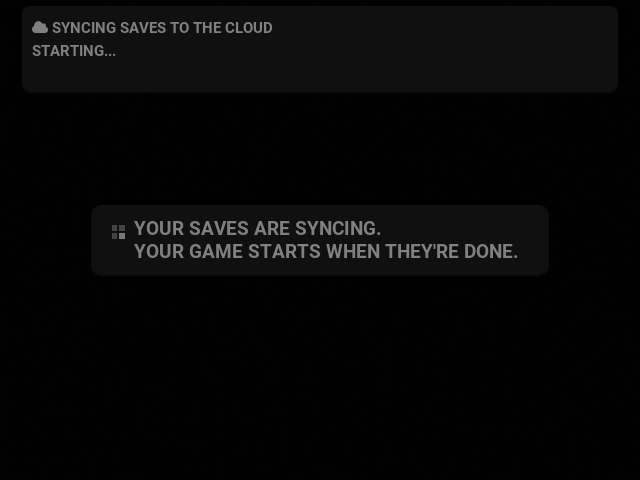 SYNCING SAVES TO THE CLOUD
STARTING...
YOUR SAVES ARE SYNCING.
YOUR GAME STARTS WHEN THEY'RE DONE.